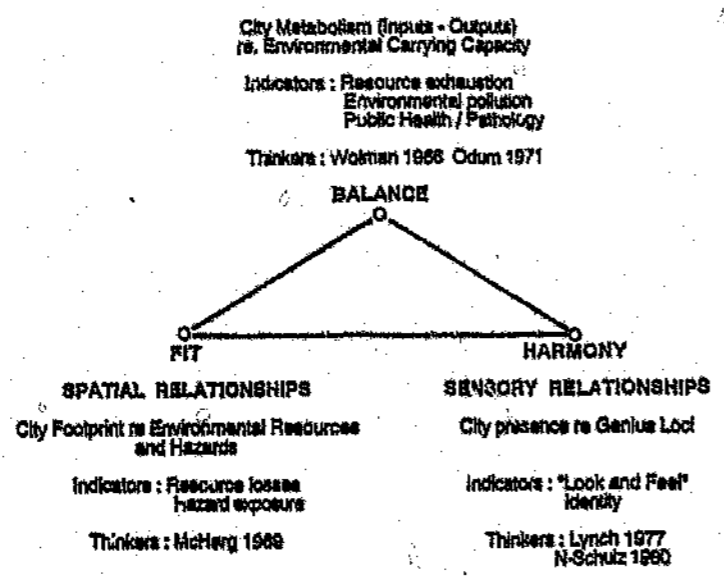 City Metabolism (Inputs - Outputs)
re. Environmental Carrying Capacity
Indicators : Resource exhaustion
Environmental pollution
Public Health / Pathology
Thinkers : Wolman 1966 Odum 1971
BALANCE
FIT
HARMONY
SPATIAL RELATIONSHIPS
City Footprint re Environmental Resources
and Hazards
Indicators : Resource losses
hazard exposure
Thinkers : McHarg 1969
SENSORY RELATIONSHIPS
City presence re Genius Loci
Indicators : "Look and Feel"
Identity
Thinkers : Lynch 1977
N-Schulz 1980